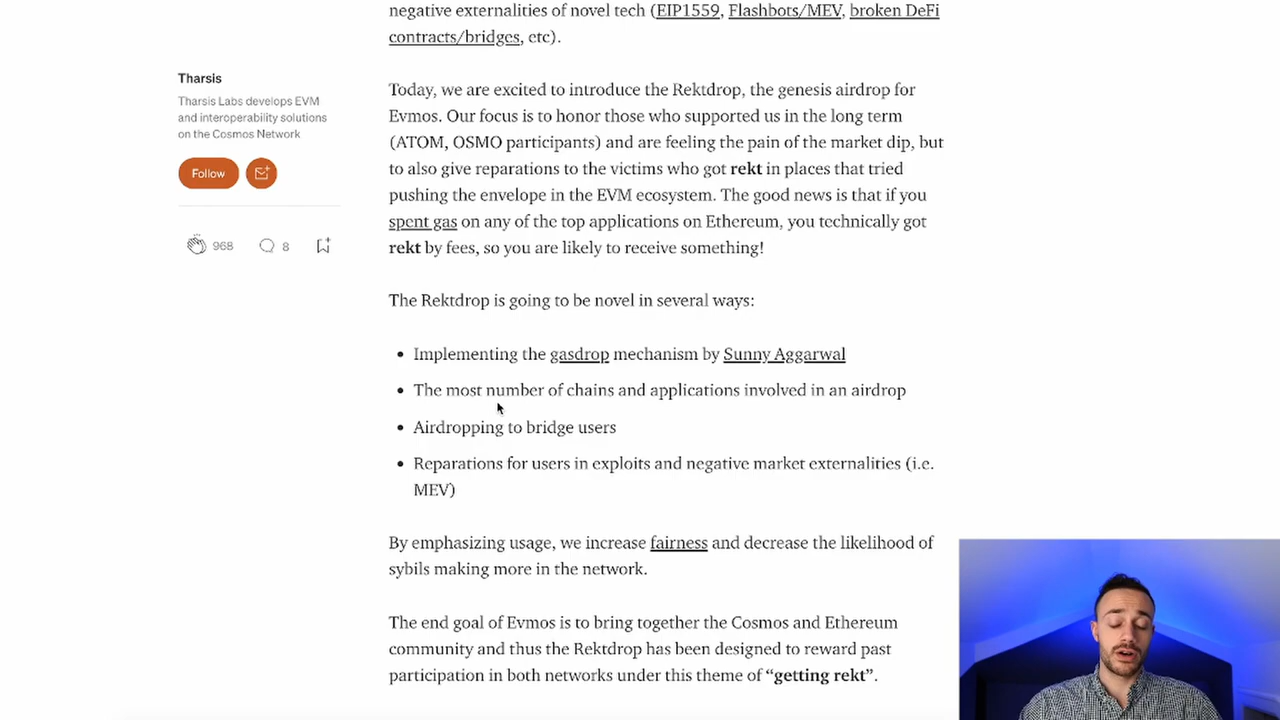 negative externalities of novel tech (EIP1559, Flashbots/MEV, broken DeFi
contracts/bridges, etc).
Tharsis
Tharsis Labs develops EVM
and interoperability solutions
on the Cosmos Network
Follow
968
8
Today, we are excited to introduce the Rektdrop, the genesis airdrop for
Evmos. Our focus is to honor those who supported us in the long term
(ATOM, OSMO participants) and are feeling the pain of the market dip, but
to also give reparations to the victims who got rekt in places that tried
pushing the envelope in the EVM ecosystem. The good news is that if you
spent gas on any of the top applications on Ethereum, you technically got
rekt by fees, so you are likely to receive something!
The Rektdrop is going to be novel in several ways:
• Implementing the gasdrop mechanism by Sunny Aggarwal
• The most number of chains and applications involved in an airdrop
• Airdropping to bridge users
• Reparations for users in exploits and negative market externalities (i.e.
MEV)
By emphasizing usage, we increase fairness and decrease the likelihood of
sybils making more in the network.
The end goal of Evmos is to bring together the Cosmos and Ethereum
community and thus the Rektdrop has been designed to reward past
participation in both networks under this theme of “getting rekt”.